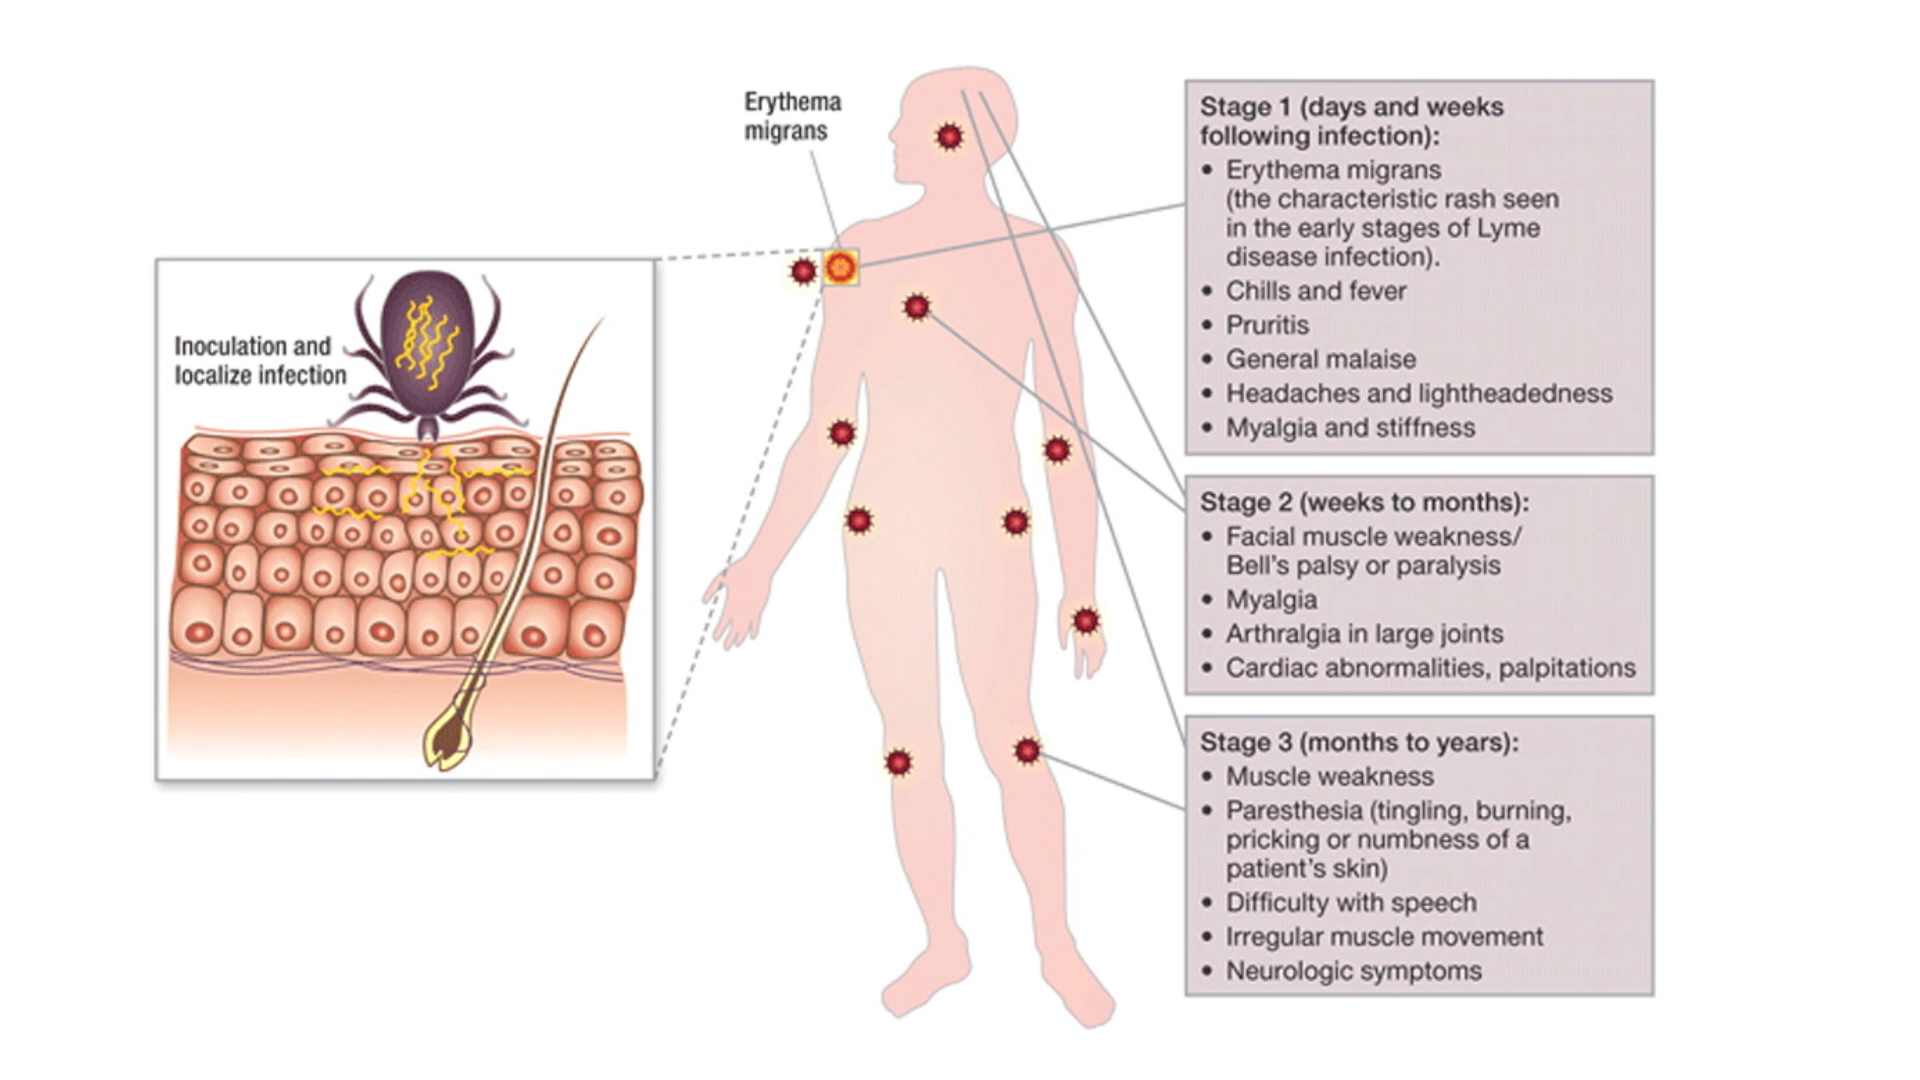 Erythema
migrans
Inoculation and
localize infection
Stage 1 (days and weeks
following infection):
• Erythema migrans
(the characteristic rash seen
in the early stages of Lyme
disease infection).
• Chills and fever
• Pruritis
• General malaise
• Headaches and lightheadedness
• Myalgia and stiffness
Stage 2 (weeks to months):
• Facial muscle weakness/
Bell's palsy or paralysis
• Myalgia
• Arthralgia in large joints
• Cardiac abnormalities, palpitations
Stage 3 (months to years):
• Muscle weakness
• Paresthesia (tingling, burning,
pricking or numbness of a
patient's skin)
• Difficulty with speech
• Irregular muscle movement
• Neurologic symptoms